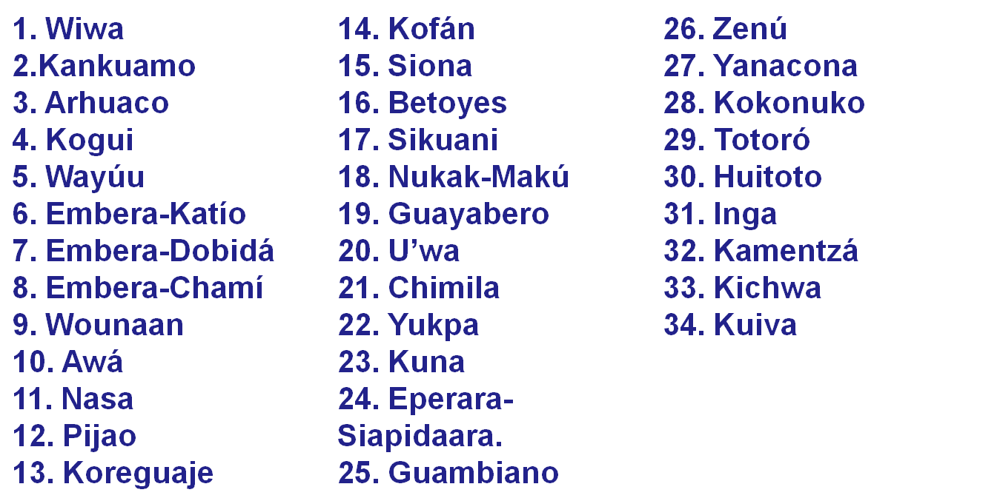 1. Wiwa
2.Kankuamo
3. Arhuaco
4. Kogui
5. Wayúu
6. Embera-Katío
7. Embera-Dobidá
8. Embera-Chamí
9. Wounaan
10. Awá
11. Nasa
12. Pijao
13. Koreguaje
14. Kofán
15. Siona
16. Betoyes
17. Sikuani
18. Nukak-Makú
19. Guayabero
20. U’wa
21. Chimila
22. Yukpa
23. Kuna
24. Eperara-
Siapidaara.
25. Guambiano
26. Zenú
27. Yanacona
28. Kokonuko
29. Totoró
30. Huitoto
31. Inga
32. Kamentzá
33. Kichwa
34. Kuiva